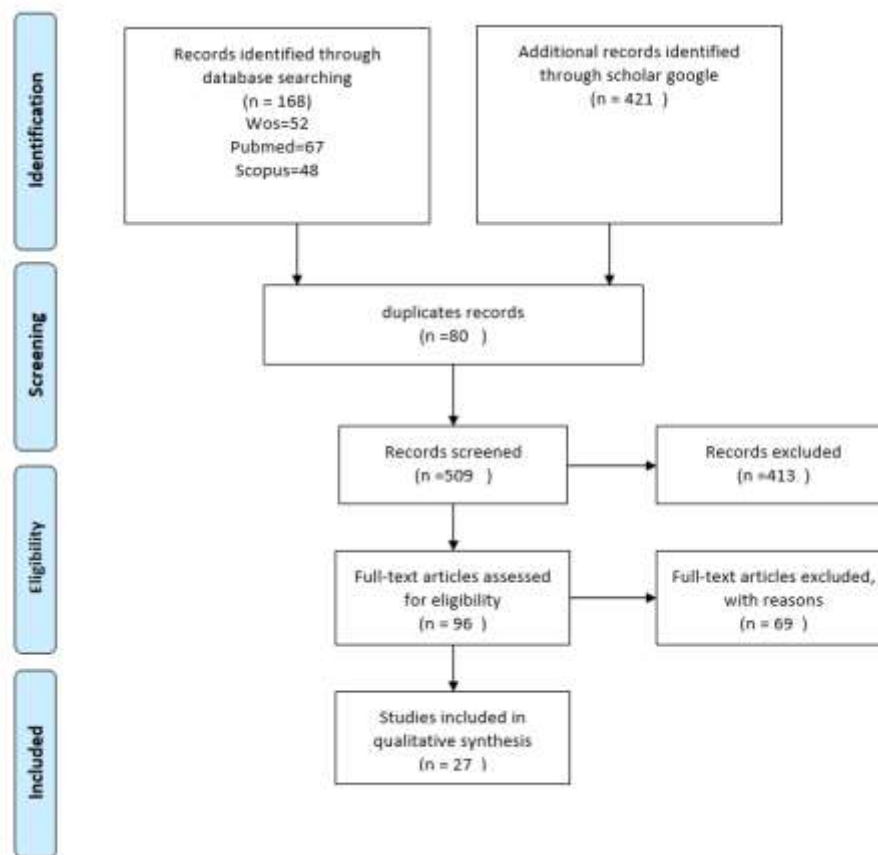 Identification
Records identified through
database searching
(n = 168)
Wos=52
Pubmed=67
Scopus=48
Additional records identified
through scholar google
(n = 421 )
Screening
duplicates records
(n =80 )
Records screened
(n =509 )
Records excluded
(n =413 )
Eligibility
Full-text articles assessed
for eligibility
(n = 96 )
Full-text articles excluded,
with reasons
(n = 69 )
Included
Studies included in
qualitative synthesis
(n = 27 )